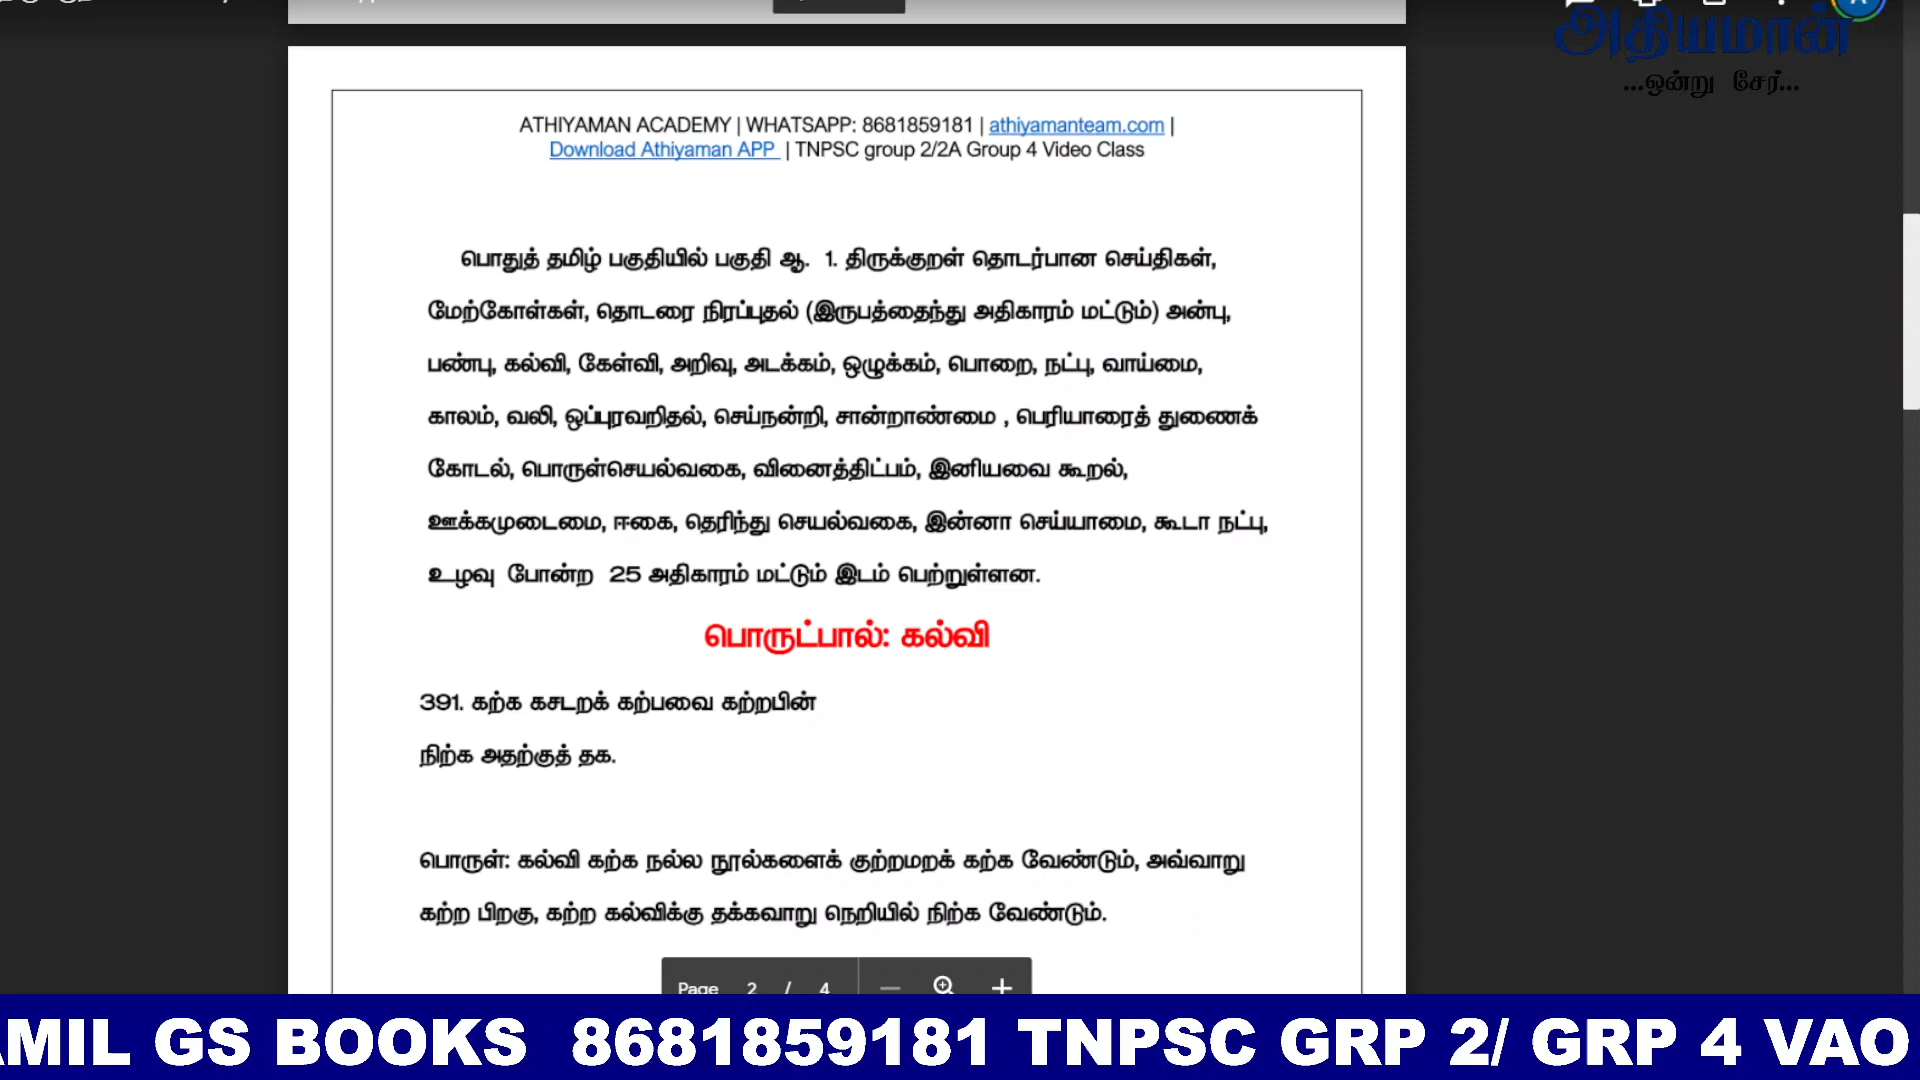 அதியமான்
...ஒன்று சேர்...
ATHIYAMAN ACADEMY | WHATSAPP: 8681859181 | athiyamanteam.com |
Download Athiyaman APP | TNPSC group 2/2A Group 4 Video Class
பொதுத் தமிழ் பகுதியில் பகுதி ஆ. 1. திருக்குறள் தொடர்பான செய்திகள்,
மேற்கோள்கள், தொடரை நிரப்புதல் (இருபத்தைந்து அதிகாரம் மட்டும்) அன்பு,
பண்பு, கல்வி, கேள்வி, அறிவு, அடக்கம், ஒழுக்கம், பொறை, நட்பு, வாய்மை,
காலம், வலி, ஒப்புரவறிதல், செய்நன்றி, சான்றாண்மை , பெரியாரைத் துணைக்
கோடல், பொருள்செயல்வகை, வினைத்திட்பம், இனியவை கூறல்,
ஊக்கமுடைமை, ஈகை, தெரிந்து செயல்வகை, இன்னா செய்யாமை, கூடா நட்பு,
உழவு போன்ற 25 அதிகாரம் மட்டும் இடம் பெற்றுள்ளன.
பொருட்பால்: கல்வி
391. கற்க கசடறக் கற்பவை கற்றபின்
நிற்க அதற்குத் தக.
பொருள்: கல்வி கற்க நல்ல நூல்களைக் குற்றமறக் கற்க வேண்டும், அவ்வாறு
கற்ற பிறகு, கற்ற கல்விக்கு தக்கவாறு நெறியில் நிற்க வேண்டும்.
Page 2 / 4
AMIL GS BOOKS 8681859181 TNPSC GRP 2/ GRP 4 VAO